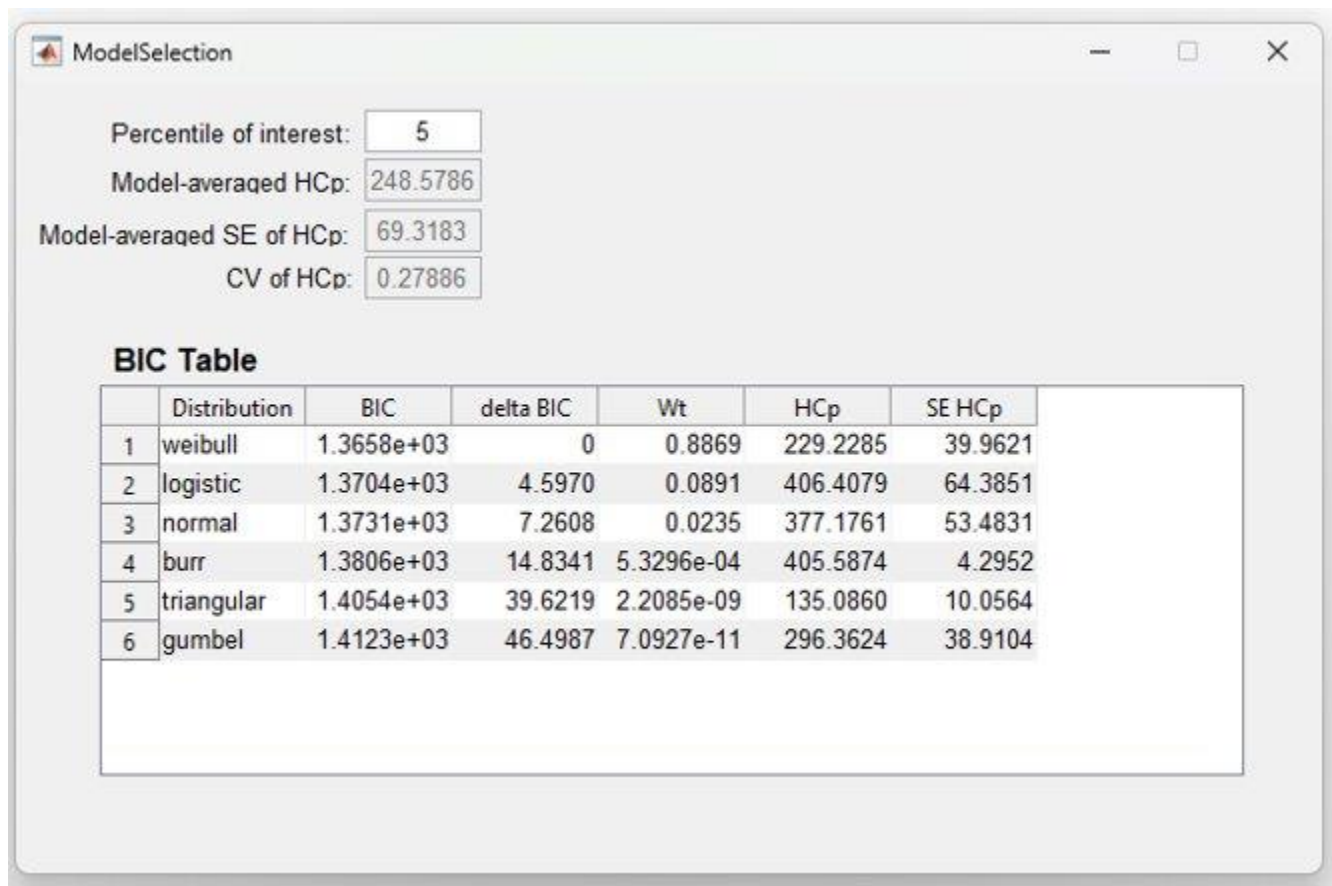 ModelSelection
Percentile of interest: 5
Model-averaged HCp: 248.5786
Model-averaged SE of HCp: 69.3183
CV of HCp: 0.27886
BIC Table
Distribution BIC delta BIC Wt HCp SE HCp
1 weibull 1.3658e+03 0 0.8869 229.2285 39.9621
2 logistic 1.3704e+03 4.5970 0.0891 406.4079 64.3851
3 normal 1.3731e+03 7.2608 0.0235 377.1761 53.4831
4 burr 1.3806e+03 14.8341 5.3296e-04 405.5874 4.2952
5 triangular 1.4054e+03 39.6219 2.2085e-09 135.0860 10.0564
6 gumbel 1.4123e+03 46.4987 7.0927e-11 296.3624 38.9104